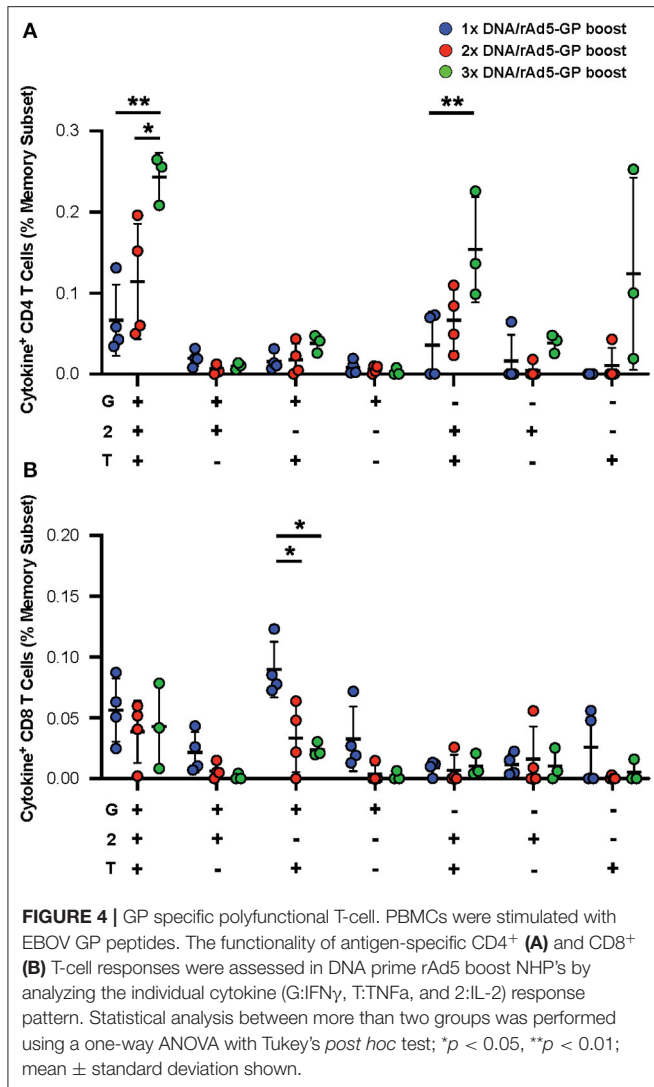 A
1x DNA/rAd5-GP boost
2x DNA/rAd5-GP boost
3x DNA/rAd5-GP boost
Cytokine+ CD4 T Cells (% Memory Subset)
0.3
0.2
0.1
0.0
**
*
**
G + + + + - - -
2 + + - - + + -
T + - + - + - +
B
Cytokine+ CD8 T Cells (% Memory Subset)
0.20
0.15
0.10
0.05
0.00
*
*
G + + + + - - -
2 + + - - + + -
T + - + - + - +
FIGURE 4 | GP specific polyfunctional T-cell. PBMCs were stimulated with
EBOV GP peptides. The functionality of antigen-specific CD4+ (A) and CD8+
(B) T-cell responses were assessed in DNA prime rAd5 boost NHP's by
analyzing the individual cytokine (G:IFNγ, T:TNFa, and 2:IL-2) response
pattern. Statistical analysis between more than two groups was performed
using a one-way ANOVA with Tukey's post hoc test; *p < 0.05, **p < 0.01;
mean ± standard deviation shown.